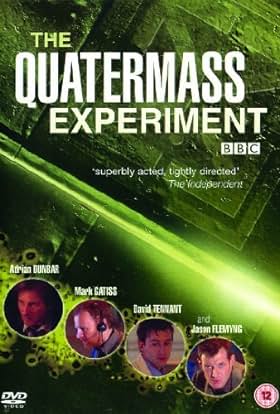 THE
QUATERMASS
EXPERIMENT
BBC
'superbly acted, tightly directed'
The Independent
Adrian DUNBAR
Mark GATISS
David TENNANT
and
Jason FLEMYNG
DVD
VIDEO
12